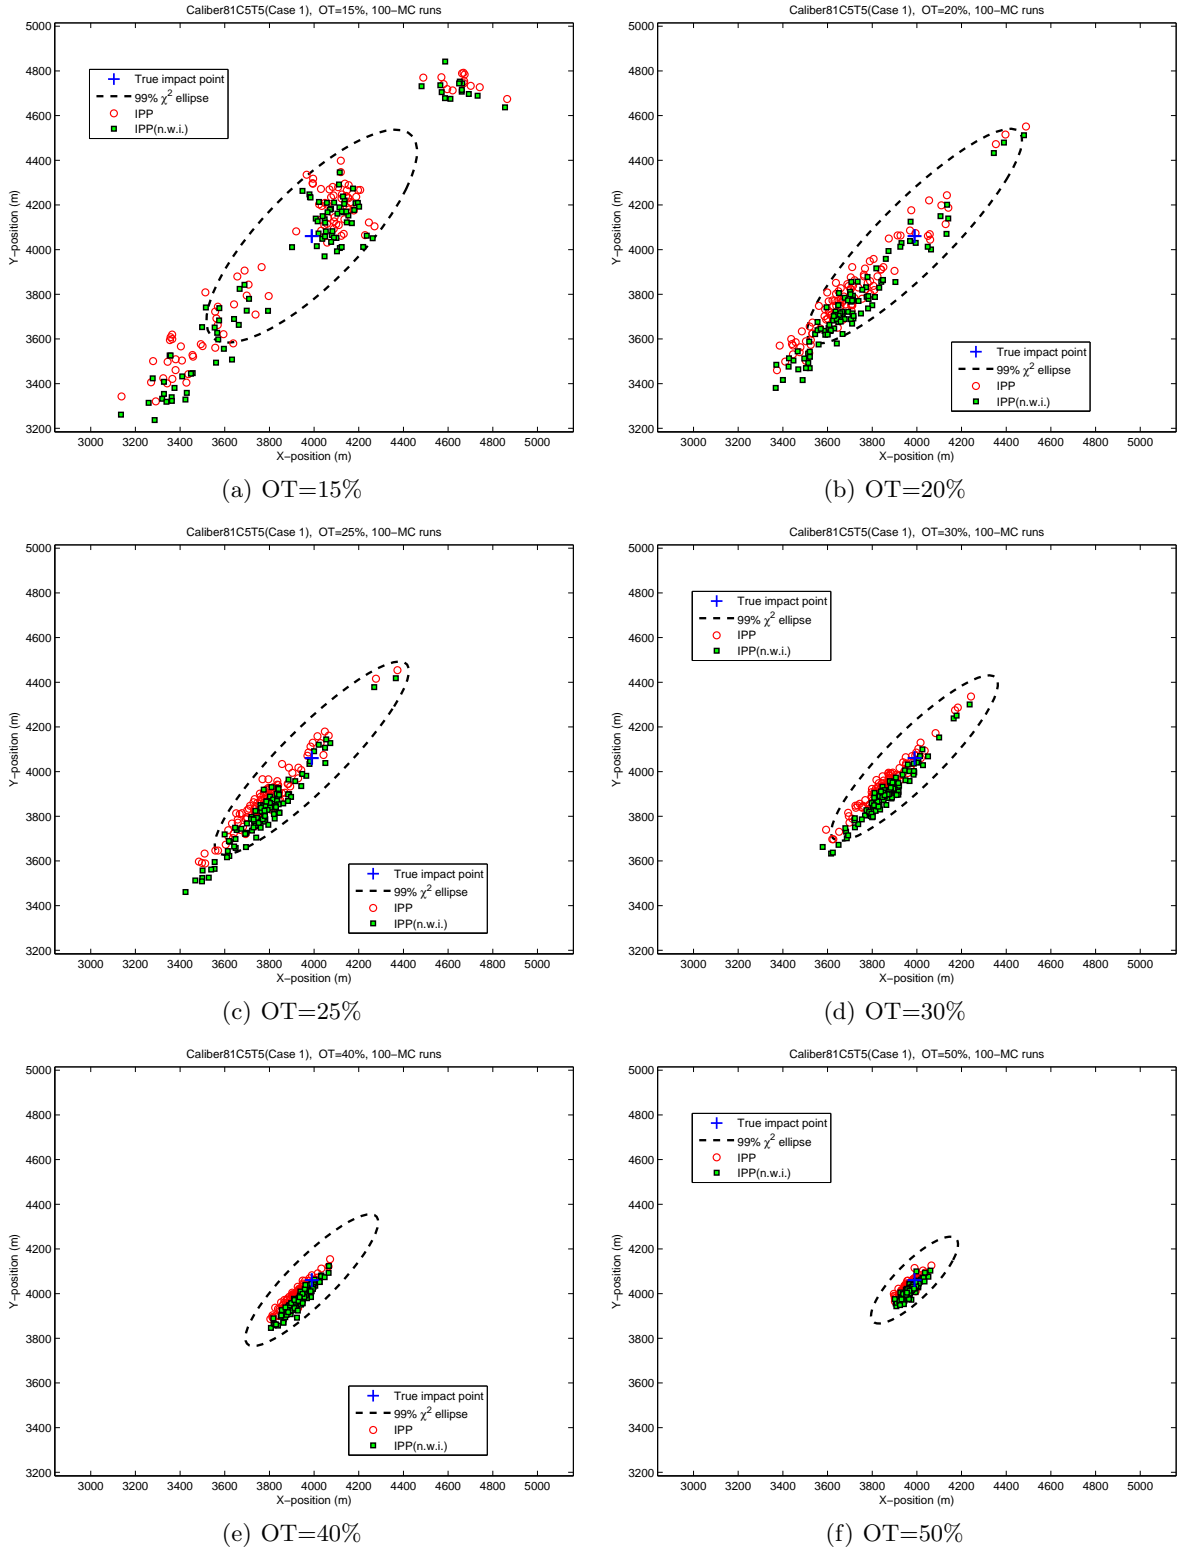 Caliber81C5T5(Case 1), OT=15%, 100−MC runs
5000
4800
4600
4400
4200
4000
3800
3600
3400
3200
Y−position (m)
True impact point
99% χ² ellipse
IPP
IPP(n.w.i.)
3000 3200 3400 3600 3800 4000 4200 4400 4600 4800 5000
X−position (m)
(a) OT=15%
Caliber81C5T5(Case 1), OT=20%, 100−MC runs
5000
4800
4600
4400
4200
4000
3800
3600
3400
3200
Y−position (m)
True impact point
99% χ² ellipse
IPP
IPP(n.w.i.)
3000 3200 3400 3600 3800 4000 4200 4400 4600 4800 5000
X−position (m)
(b) OT=20%
Caliber81C5T5(Case 1), OT=25%, 100−MC runs
5000
4800
4600
4400
4200
4000
3800
3600
3400
3200
Y−position (m)
True impact point
99% χ² ellipse
IPP
IPP(n.w.i.)
3000 3200 3400 3600 3800 4000 4200 4400 4600 4800 5000
X−position (m)
(c) OT=25%
Caliber81C5T5(Case 1), OT=30%, 100−MC runs
5000
4800
4600
4400
4200
4000
3800
3600
3400
3200
Y−position (m)
True impact point
99% χ² ellipse
IPP
IPP(n.w.i.)
3000 3200 3400 3600 3800 4000 4200 4400 4600 4800 5000
X−position (m)
(d) OT=30%
Caliber81C5T5(Case 1), OT=40%, 100−MC runs
5000
4800
4600
4400
4200
4000
3800
3600
3400
3200
Y−position (m)
True impact point
99% χ² ellipse
IPP
IPP(n.w.i.)
3000 3200 3400 3600 3800 4000 4200 4400 4600 4800 5000
X−position (m)
(e) OT=40%
Caliber81C5T5(Case 1), OT=50%, 100−MC runs
5000
4800
4600
4400
4200
4000
3800
3600
3400
3200
Y−position (m)
True impact point
99% χ² ellipse
IPP
IPP(n.w.i.)
3000 3200 3400 3600 3800 4000 4200 4400 4600 4800 5000
X−position (m)
(f) OT=50%